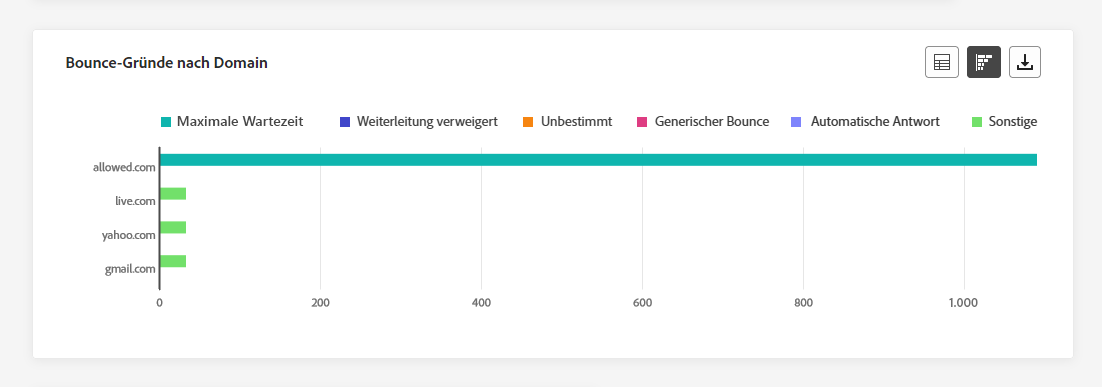 Bounce-Gründe nach Domain
Maximale Wartezeit Weiterleitung verweigert Unbestimmt Generischer Bounce Automatische Antwort Sonstige
allowed.com
live.com
yahoo.com
gmail.com
0 200 400 600 800 1.000